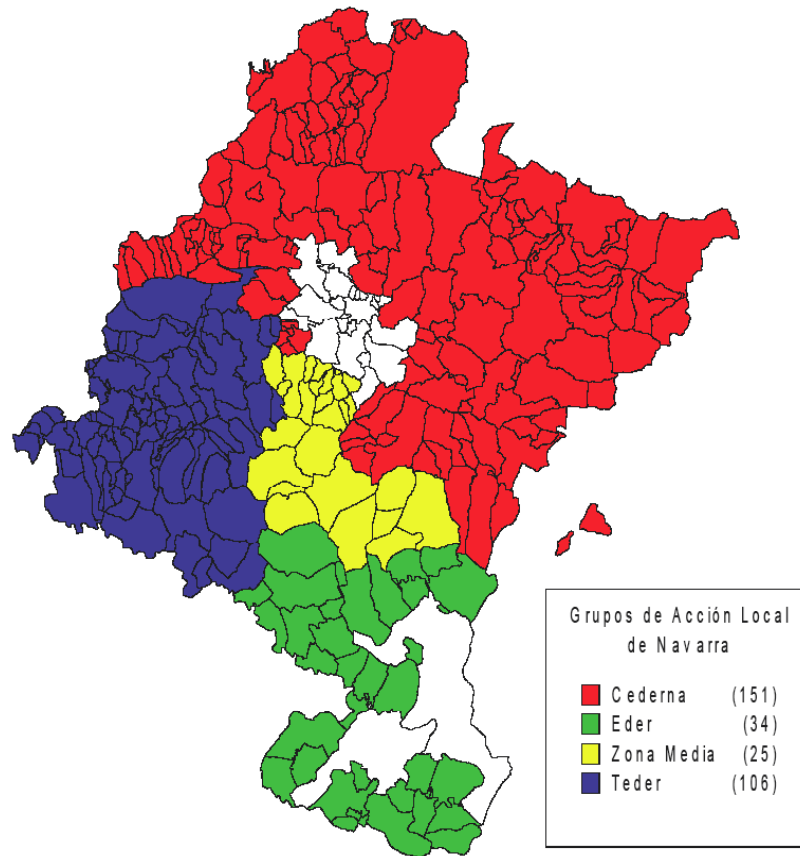 Grupos de Acción Local
de Navarra
Cederna (151)
Eder (34)
Zona Media (25)
Teder (106)